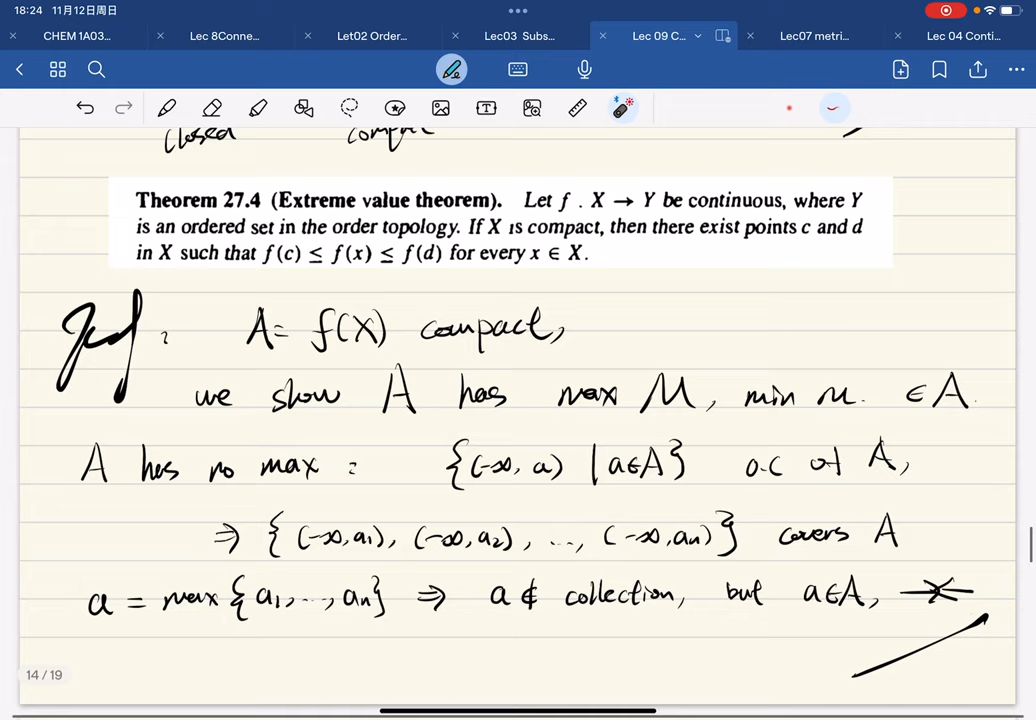 18:24 11月12日周日
CHEM 1A03... Lec 8Conne... Let02 Order... Lec03 Subs... Lec 09 C... Lec07 metri... Lec 04 Conti...
closed compac
Theorem 27.4 (Extreme value theorem). Let f . X → Y be continuous, where Y
is an ordered set in the order topology. If X is compact, then there exist points c and d
in X such that f(c) ≤ f(x) ≤ f(d) for every x ∈ X.
A = f(X) compact,
we show A has max M, min m. ∈ A.
A has no max : {(-∞, a) | a∈A} o.c of A,
⇒ {(-∞, a1), (-∞, a2), ..., (-∞, an)} covers A
a = max{a1, ..., an} ⇒ a ∉ collection, but a∈A,
14 / 19